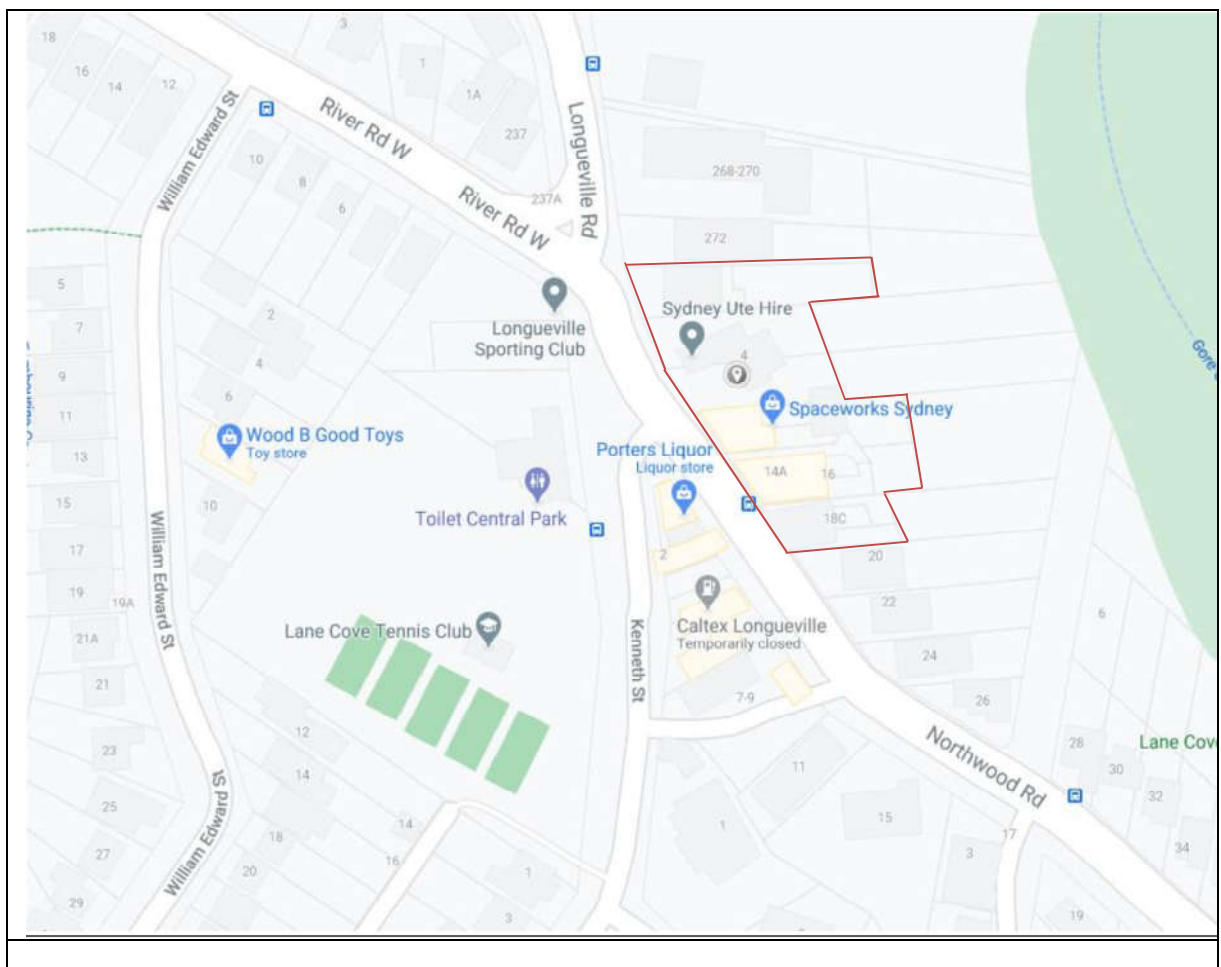 18
16
14
12
3
1
1A
237
William Edward St
River Rd W
Longueville Rd
268-270
10
8
6
237A
River Rd W
272
5
7
9
11
13
15
17
19
19A
21A
21
23
25
27
29
2
4
6
10
Longueville
Sporting Club
Sydney Ute Hire
4
Spaceworks Sydney
Wood B Good Toys
Toy store
Porters Liquor
Liquor store
14A
16
18C
Toilet Central Park
2
20
22
24
26
6
William Edward St
Lane Cove Tennis Club
Kenneth St
Caltex Longueville
Temporarily closed
7-9
12
14
18
20
14
16
1
3
1
11
15
3
17
19
Northwood Rd
28
30
32
34
Lane Cov
Gore
William Edward St